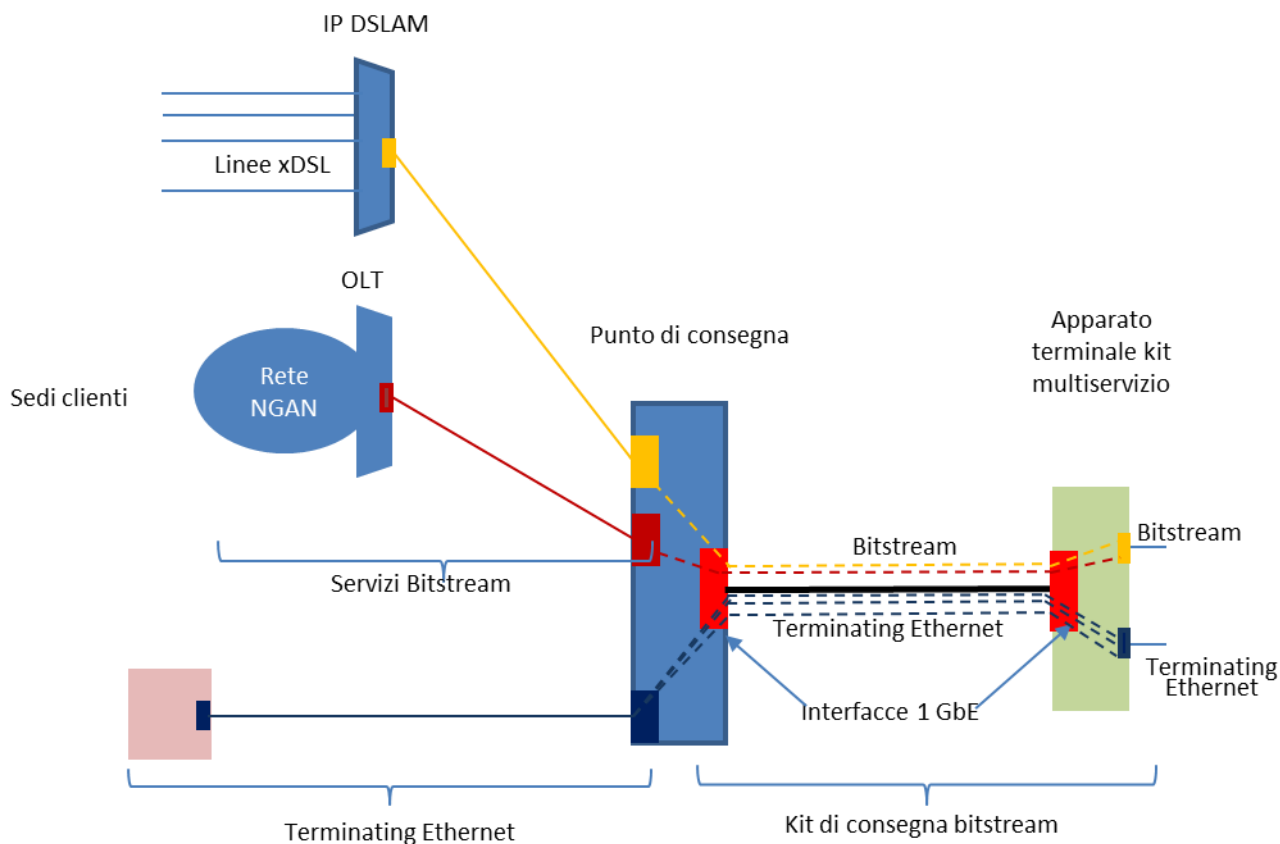 IP DSLAM
Linee xDSL
OLT
Punto di consegna
Apparato
terminale kit
multiservizio
Sedi clienti
Rete
NGAN
Bitstream
Bitstream
Servizi Bitstream
Terminating Ethernet
Terminating
Ethernet
Interfacce 1 GbE
Terminating Ethernet
Kit di consegna bitstream